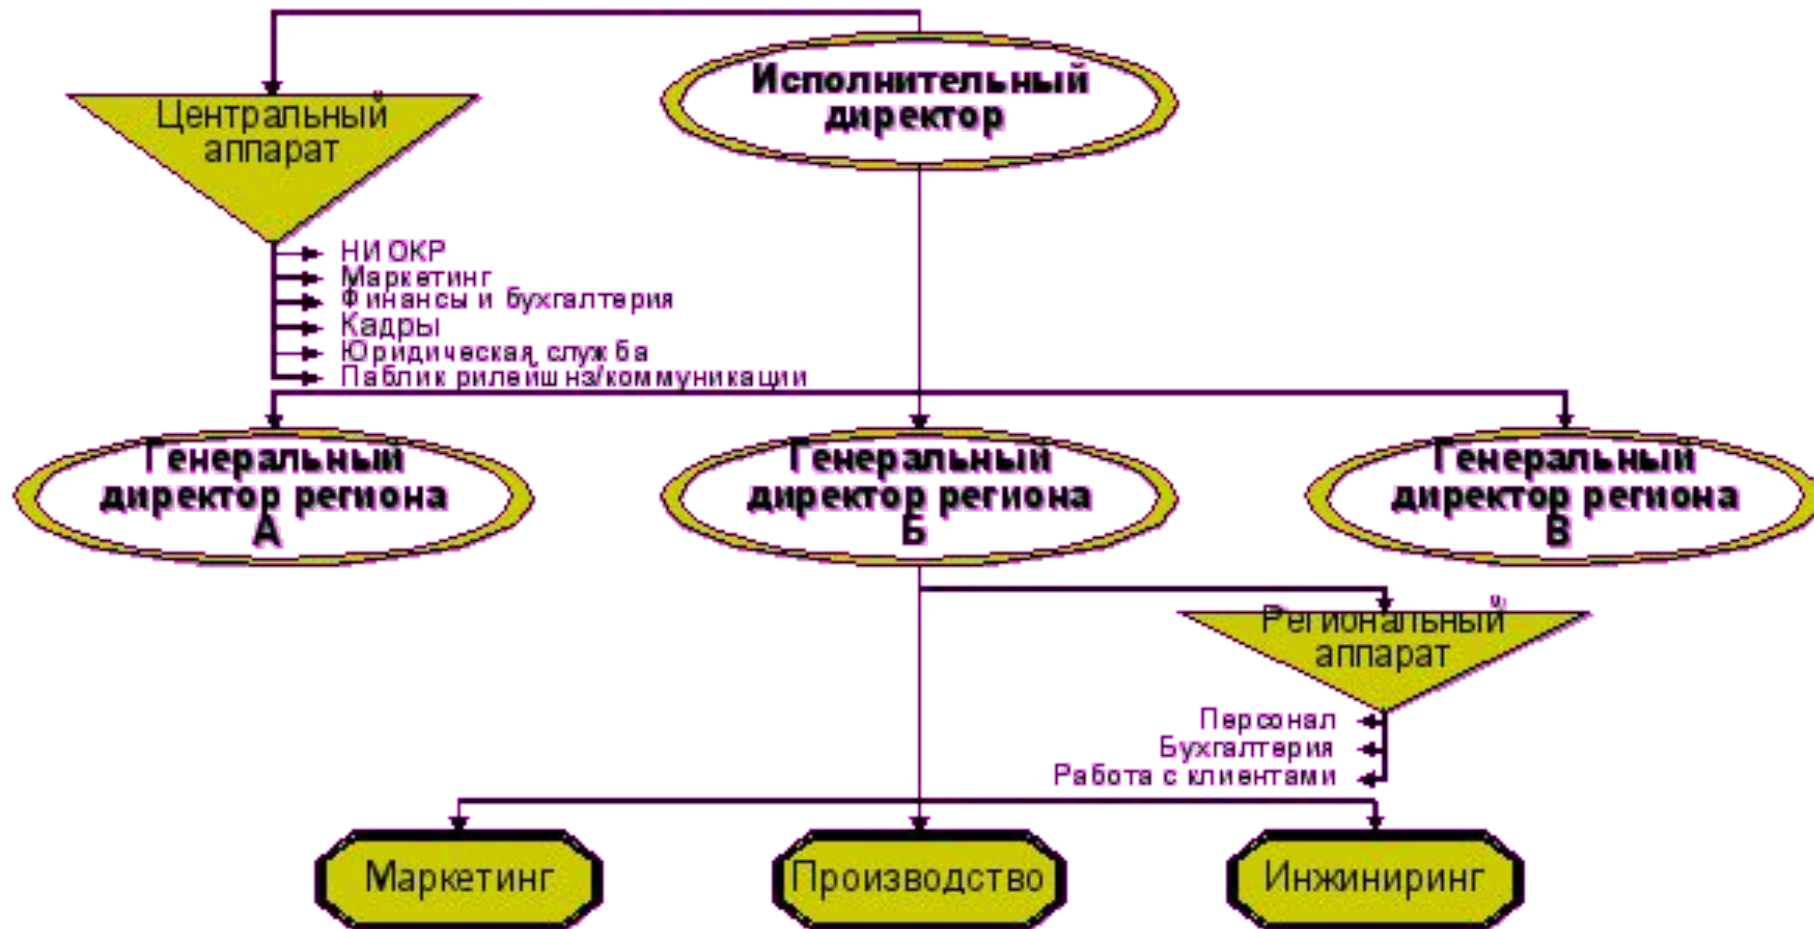 Исполнительный
директор
Центральный
аппарат
НИОКР
Маркетинг
Финансы и бухгалтерия
Кадры
Юридическая служба
Паблик рилейшнз/коммуникации
Генеральный
директор региона
А
Генеральный
директор региона
Б
Генеральный
директор региона
В
Региональный
аппарат
Персонал
Бухгалтерия
Работа с клиентами
Маркетинг
Производство
Инжиниринг